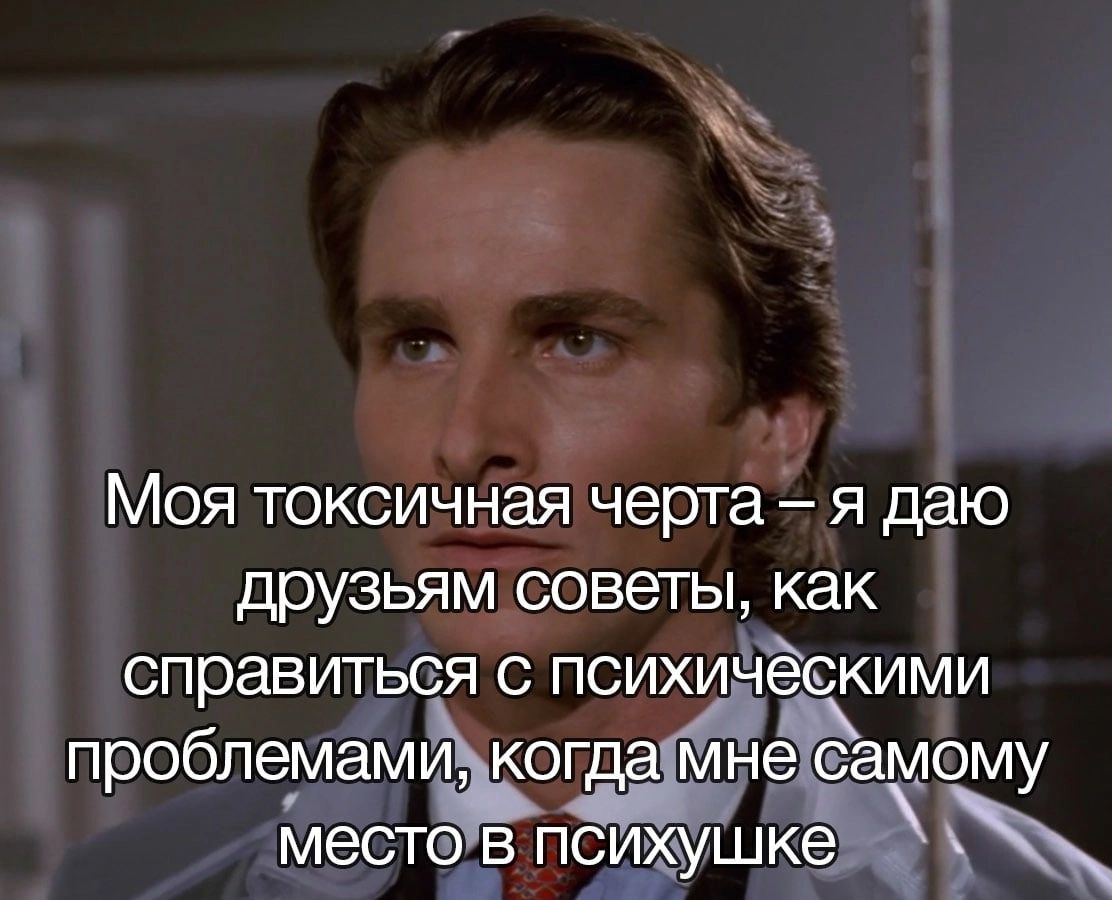 Моя токсичная черта – я даю
друзьям советы, как
справиться с психическими
проблемами, когда мне самому
место в психушке